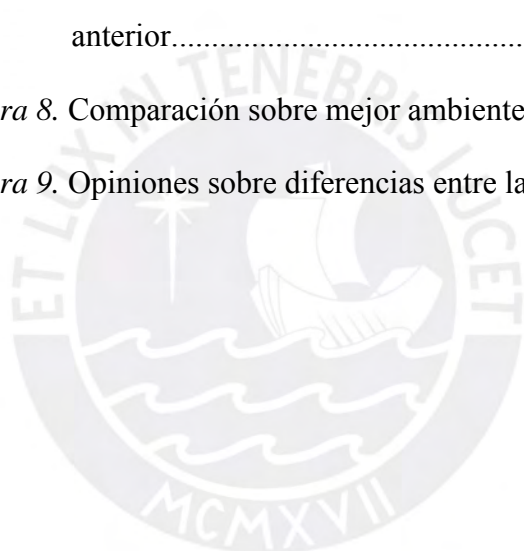 anterior.......................................
ra 8. Comparación sobre mejor ambiente
ra 9. Opiniones sobre diferencias entre la
ET LUX IN TENEBRIS LUCET
MCMXVII